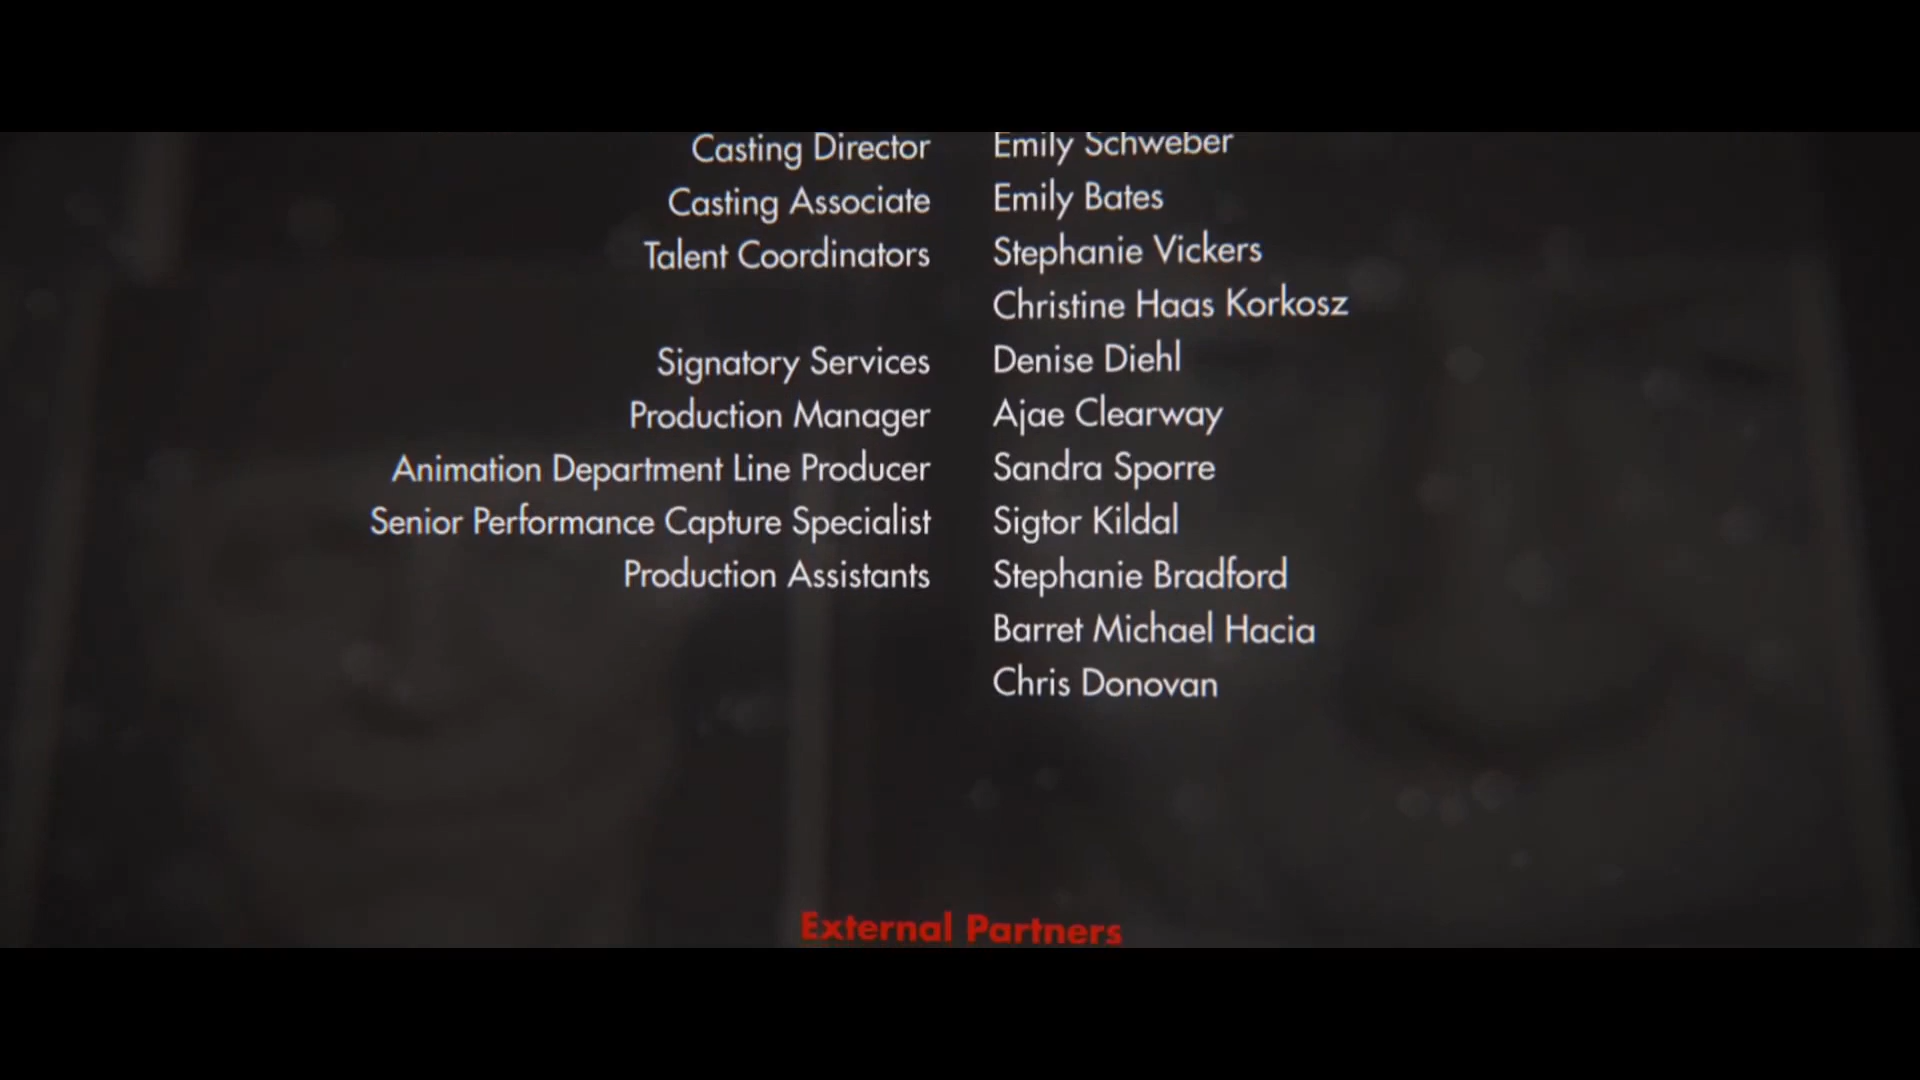 Casting Director Emily Schweber
Casting Associate Emily Bates
Talent Coordinators Stephanie Vickers
Christine Haas Korkosz
Signatory Services Denise Diehl
Production Manager Ajae Clearway
Animation Department Line Producer Sandra Sporre
Senior Performance Capture Specialist Sigtor Kildal
Production Assistants Stephanie Bradford
Barret Michael Hacia
Chris Donovan
External Partners